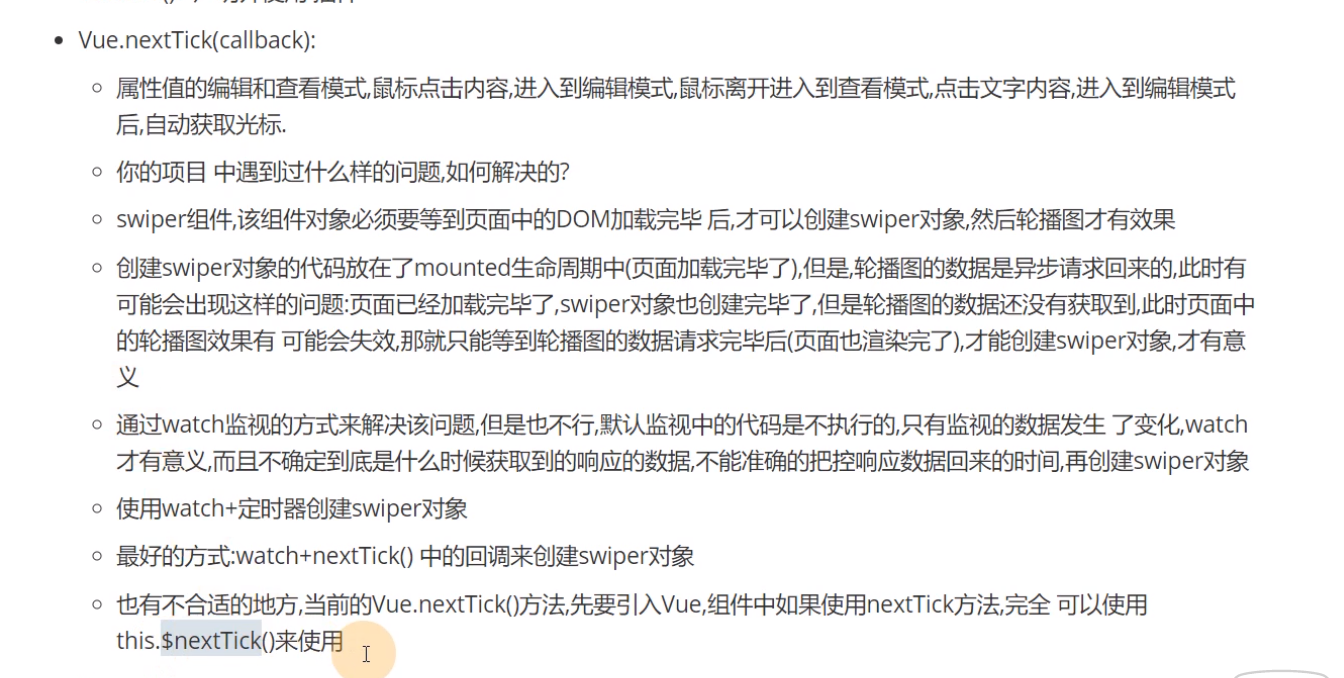 Vue.nextTick(callback):
属性值的编辑和查看模式,鼠标点击内容,进入到编辑模式,鼠标离开进入到查看模式,点击文字内容,进入到编辑模式
后,自动获取光标.
你的项目 中遇到过什么样的问题,如何解决的?
swiper组件,该组件对象必须要等到页面中的DOM加载完毕 后,才可以创建swiper对象,然后轮播图才有效果
创建swiper对象的代码放在了mounted生命周期中(页面加载完毕了),但是,轮播图的数据是异步请求回来的,此时有
可能会出现这样的问题:页面已经加载完毕了,swiper对象也创建完毕了,但是轮播图的数据还没有获取到,此时页面中
的轮播图效果有 可能会失效,那就只能等到轮播图的数据请求完毕后(页面也渲染完了),才能创建swiper对象,才有意
义
通过watch监视的方式来解决该问题,但是也不行,默认监视中的代码是不执行的,只有监视的数据发生 了变化,watch
才有意义,而且不确定到底是什么时候获取到的响应的数据,不能准确的把控响应数据回来的时间,再创建swiper对象
使用watch+定时器创建swiper对象
最好的方式:watch+nextTick() 中的回调来创建swiper对象
也有不合适的地方,当前的Vue.nextTick()方法,先要引入Vue,组件中如果使用nextTick方法,完全 可以使用
this.$nextTick()来使用